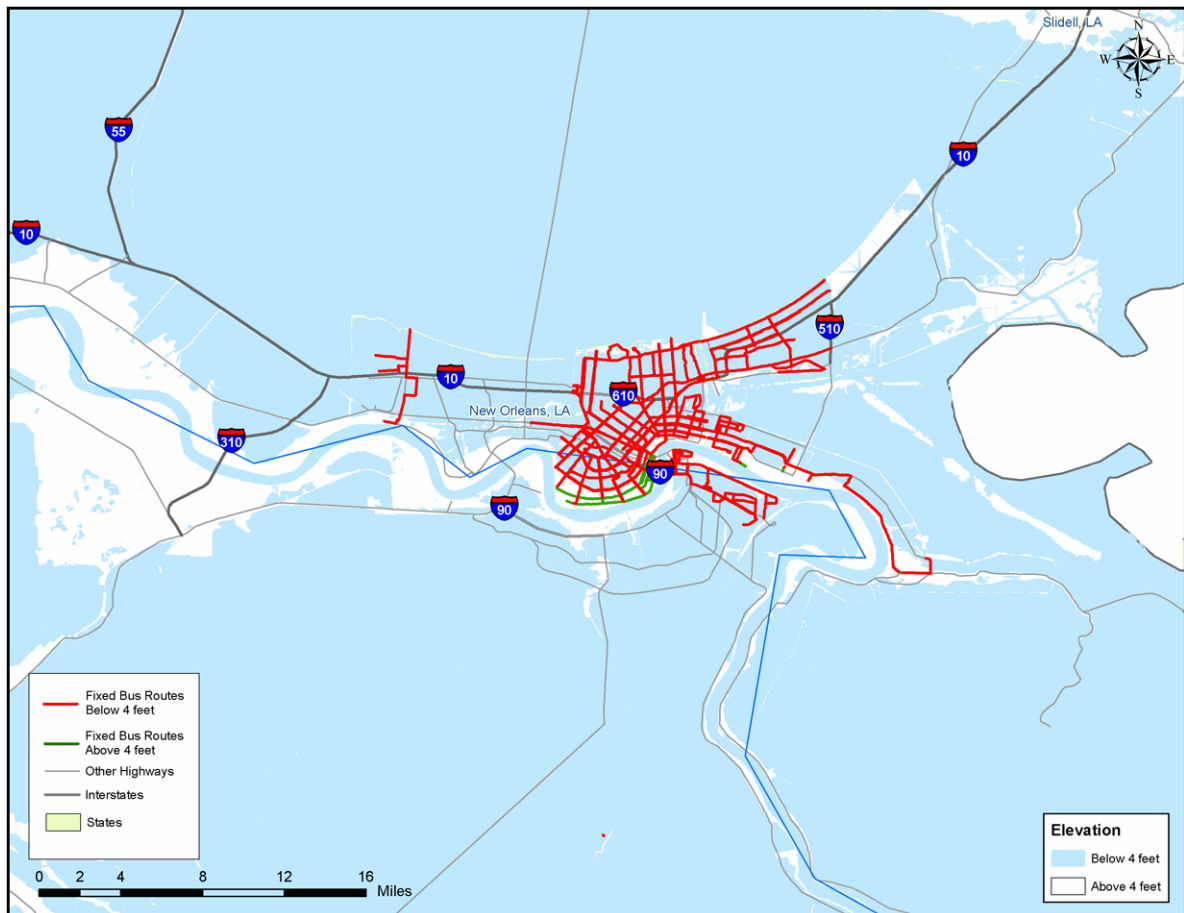 Slidell, LA
N
W
E
S
55
10
10
510
10
610
New Orleans, LA
310
90
90
Fixed Bus Routes
Below 4 feet
Fixed Bus Routes
Above 4 feet
Other Highways
Interstates
States
0 2 4 8 12 16
Miles
Elevation
Below 4 feet
Above 4 feet